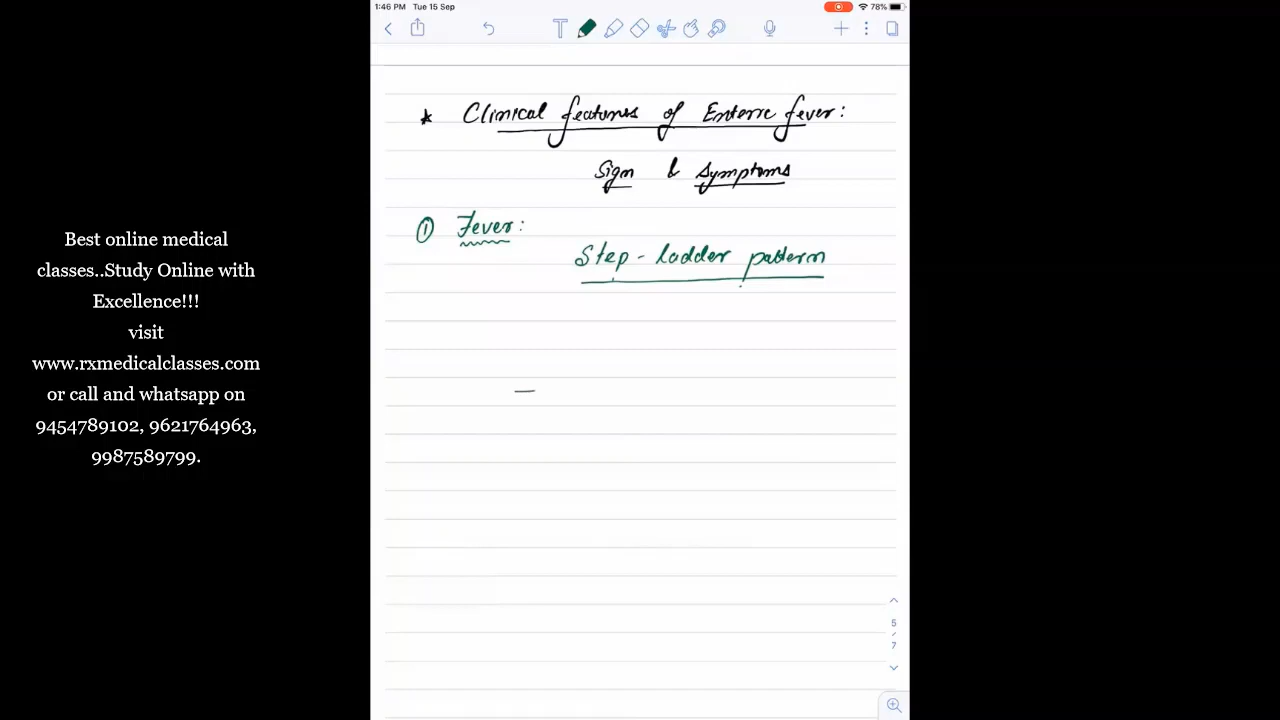 1:46 PM Tue 15 Sep
78%
* Clinical features of Enteric fever:
Sign & Symptoms
① Fever:
Step-ladder pattern
Best online medical
classes..Study Online with
Excellence!!!
visit
www.rxmedicalclasses.com
or call and whatsapp on
9454789102, 9621764963,
9987589799.
5
/
7